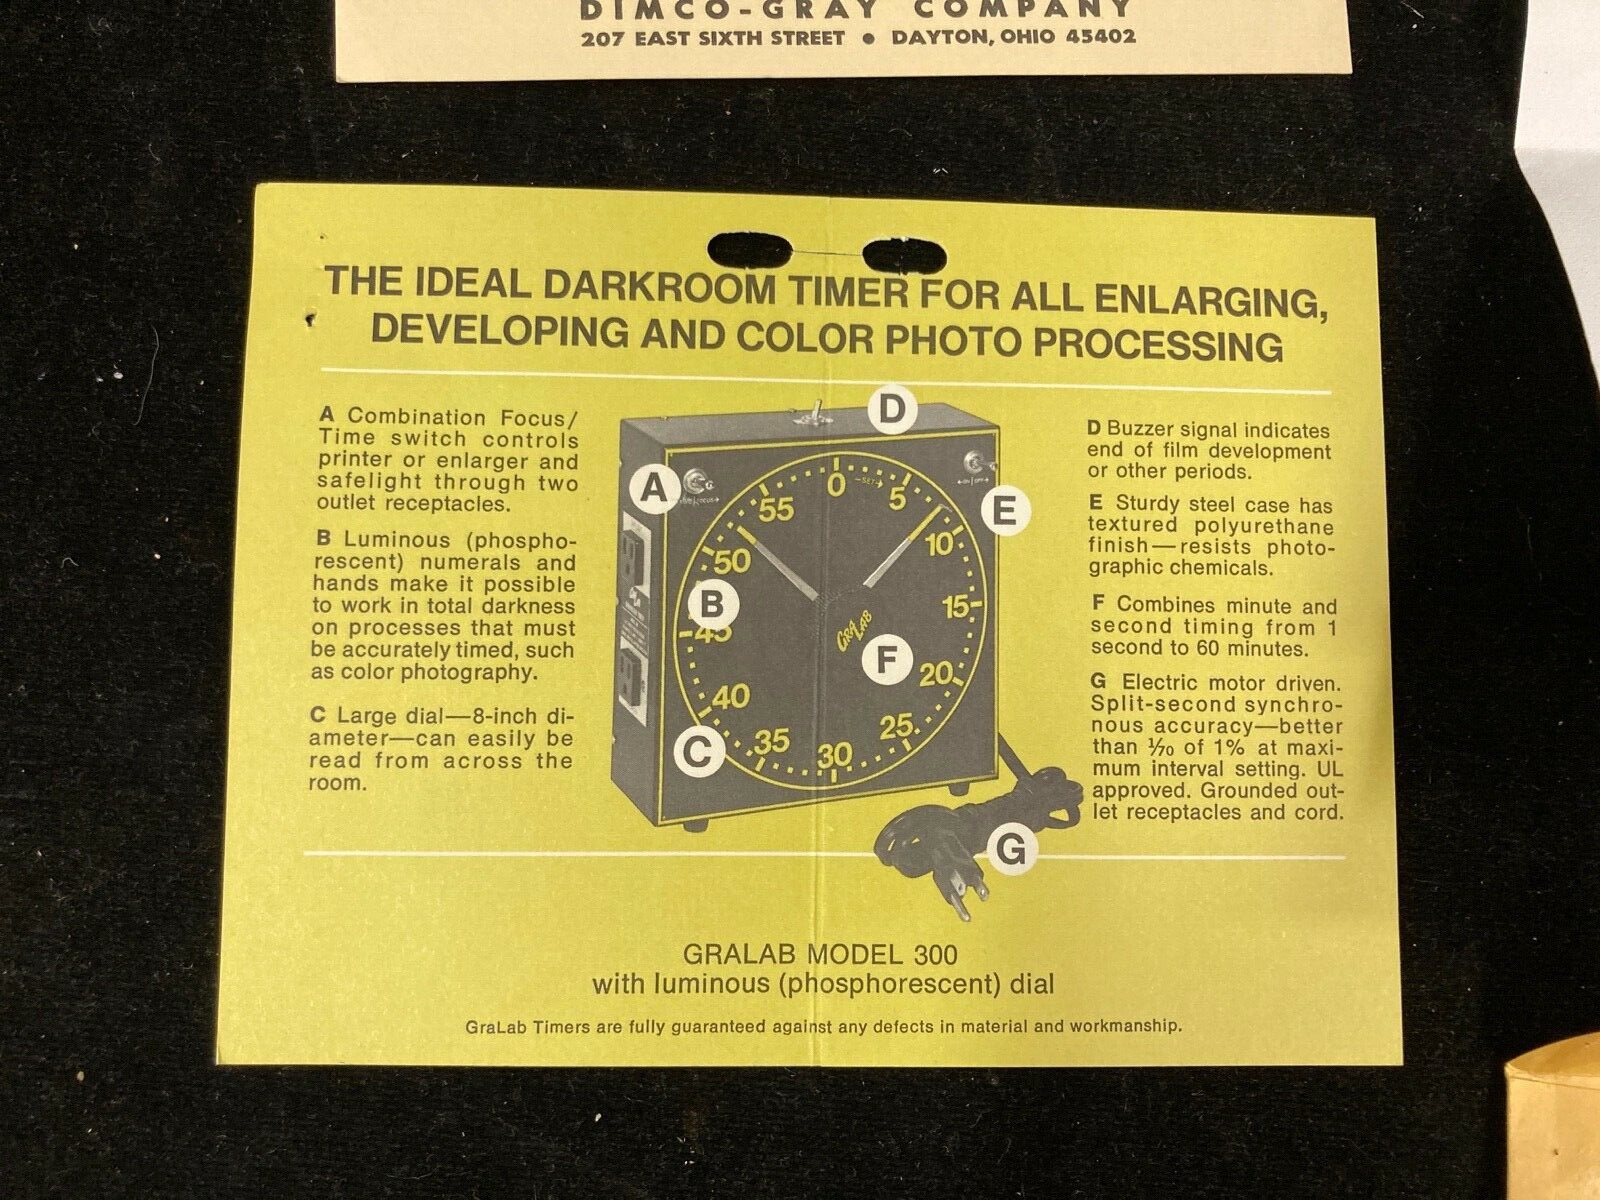 DIMCO-GRAY COMPANY
207 EAST SIXTH STREET ● DAYTON, OHIO 45402
THE IDEAL DARKROOM TIMER FOR ALL ENLARGING,
DEVELOPING AND COLOR PHOTO PROCESSING
A Combination Focus/
Time switch controls
printer or enlarger and
safelight through two
outlet receptacles.
B Luminous (phospho-
rescent) numerals and
hands make it possible
to work in total darkness
on processes that must
be accurately timed, such
as color photography.
C Large dial—8-inch di-
ameter—can easily be
read from across the
room.
D
A
E
B
F
C
G
0
SET
5
10
15
20
25
30
35
40
45
50
55
GRA LAB
D Buzzer signal indicates
end of film development
or other periods.
E Sturdy steel case has
textured polyurethane
finish—resists photo-
graphic chemicals.
F Combines minute and
second timing from 1
second to 60 minutes.
G Electric motor driven.
Split-second synchro-
nous accuracy—better
than 1/70 of 1% at maxi-
mum interval setting. UL
approved. Grounded out-
let receptacles and cord.
GRALAB MODEL 300
with luminous (phosphorescent) dial
GraLab Timers are fully guaranteed against any defects in material and workmanship.